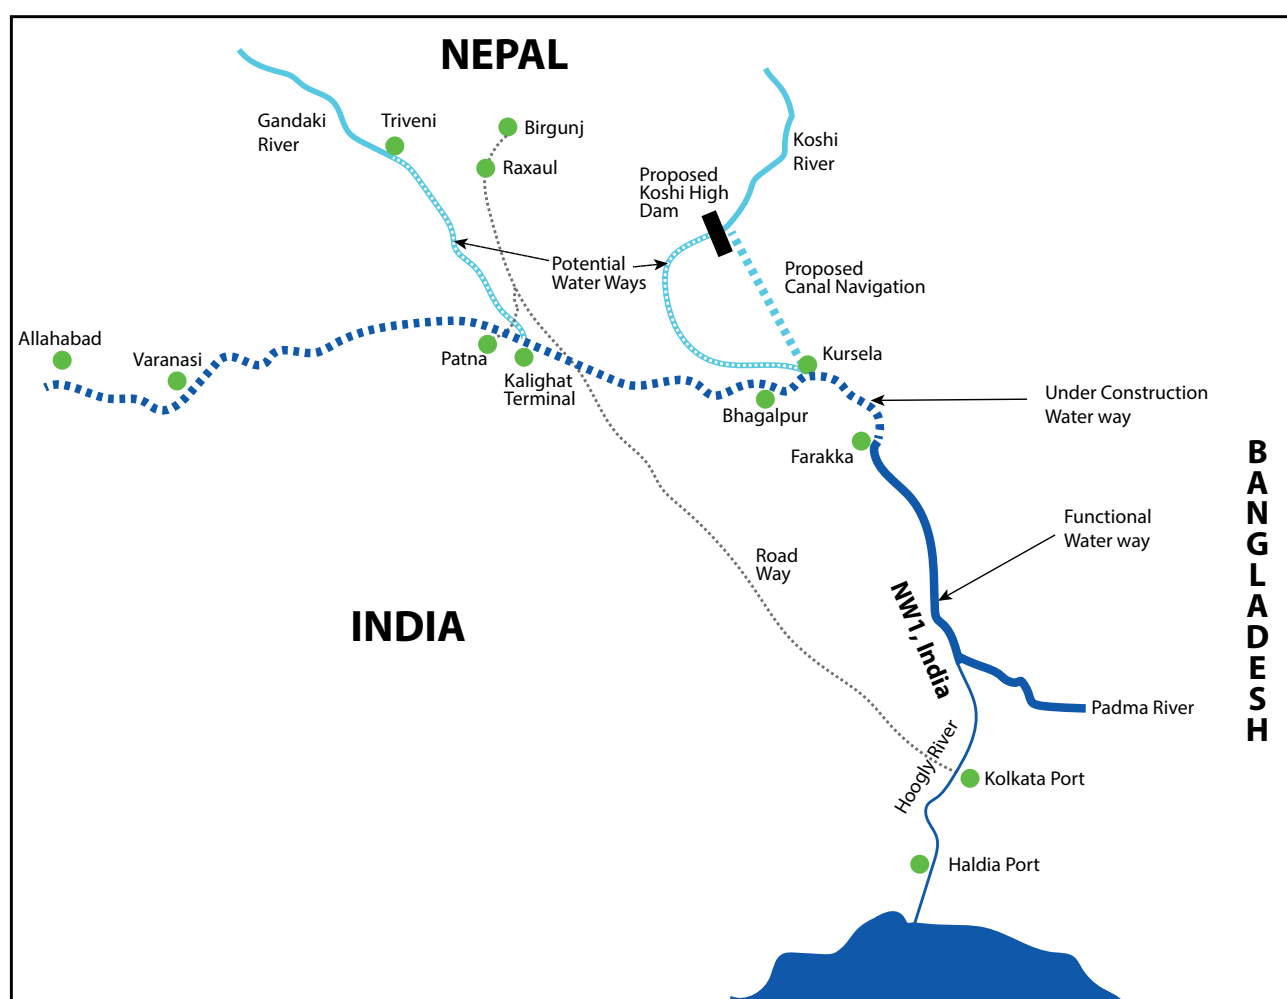 NEPAL
Gandaki
River
Triveni
Birgunj
Raxaul
Koshi
River
Proposed
Koshi High
Dam
Potential
Water Ways
Proposed
Canal Navigation
Allahabad
Varanasi
Patna
Kalighat
Terminal
Kursela
Bhagalpur
Under Construction
Water way
Farakka
BANGLADESH
Functional
Water way
Road
Way
INDIA
NW1, India
Padma River
Hoogly River
Kolkata Port
Haldia Port